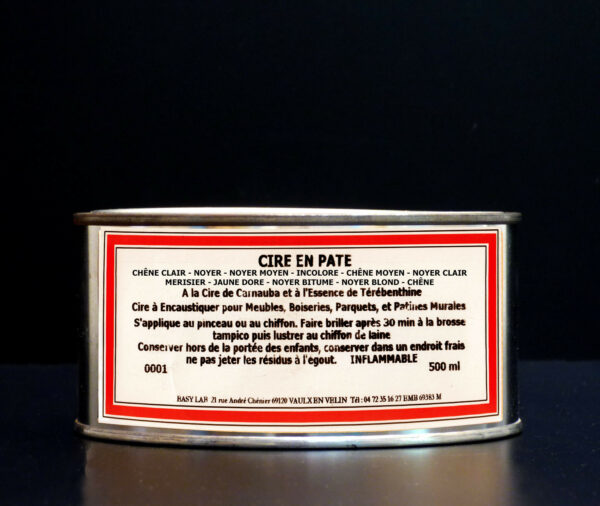 CIRE EN PATE
CHÊNE CLAIR - NOYER - NOYER MOYEN - INCOLORE - CHÊNE MOYEN - NOYER CLAIR
MERISIER - JAUNE DORE - NOYER BITUME - NOYER BLOND - CHÊNE
A la Cire de Carnauba et à l'Essence de Térébenthine
Cire à Encaustiquer pour Meubles, Boiseries, Parquets, et Patines Murales
S'applique au pinceau ou au chiffon. Faire briller après 30 min à la brosse
tampico puis lustrer au chiffon de laine
Conserver hors de la portée des enfants, conserver dans un endroit frais
ne pas jeter les résidus à l'egout. INFLAMMABLE
0001 500 ml
EASY LAB 21 rue André Chénier 69120 VAULX EN VELIN Tél : 04 72 35 16 27 EMB 69383 M